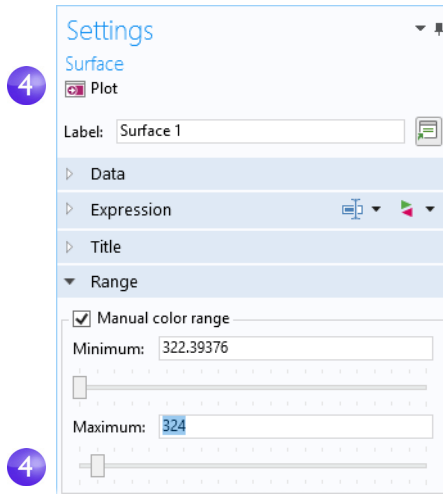 Settings
Surface
4
Plot
Label: Surface 1
Data
Expression
Title
Range
Manual color range
Minimum: 322.39376
Maximum: 324
4